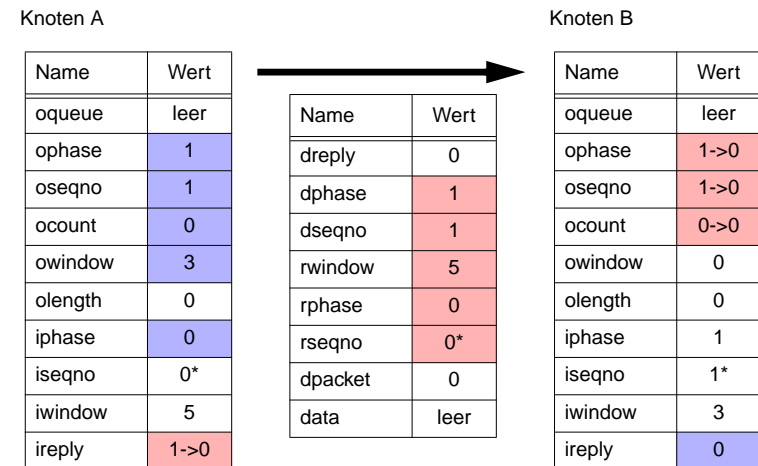 Knoten A
Name Wert
oqueue leer
ophase 1
oseqno 1
ocount 0
owindow 3
olength 0
iphase 0
iseqno 0*
iwindow 5
ireply 1->0
Name Wert
dreply 0
dphase 1
dseqno 1
rwindow 5
rphase 0
rseqno 0*
dpacket 0
data leer
Knoten B
Name Wert
oqueue leer
ophase 1->0
oseqno 1->0
ocount 0->0
owindow 0
olength 0
iphase 1
iseqno 1*
iwindow 3
ireply 0